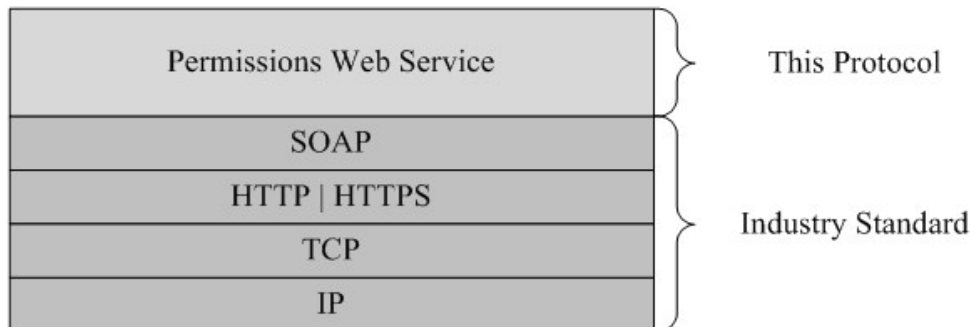 Permissions Web Service
This Protocol
SOAP
HTTP | HTTPS
TCP
IP
Industry Standard